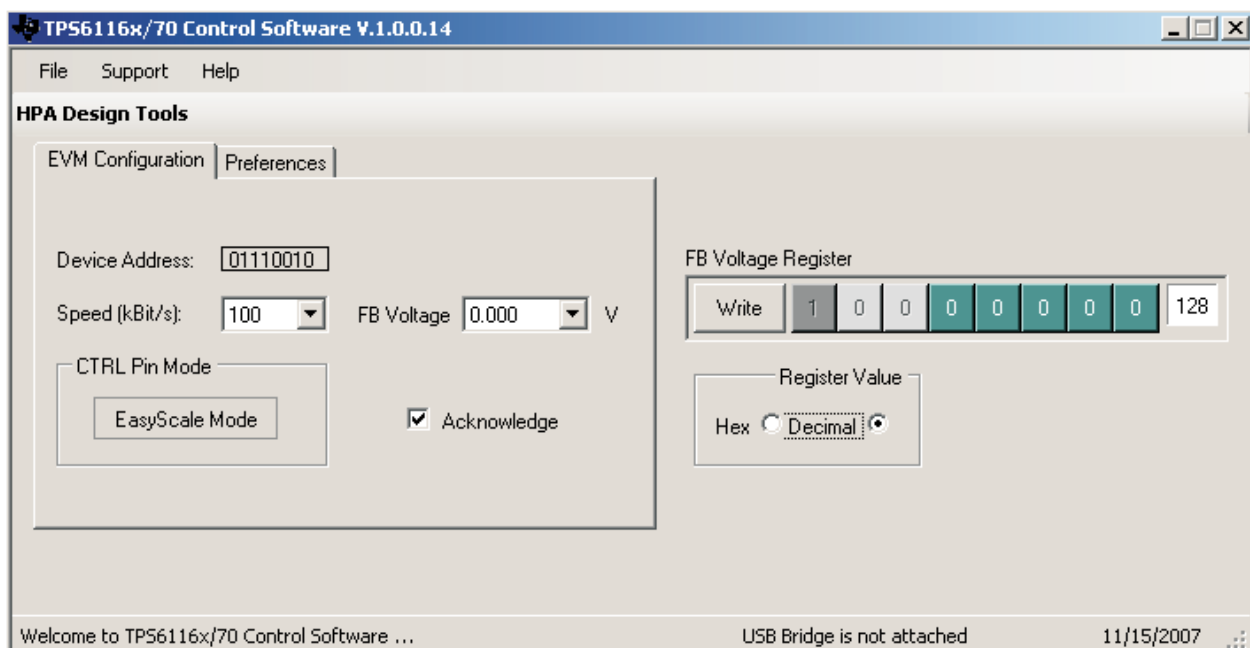 TPS6116x/70 Control Software V.1.0.0.14
File Support Help
HPA Design Tools
EVM Configuration Preferences
Device Address: 01110010
Speed (kBit/s): 100 FB Voltage 0.000 V
CTRL Pin Mode
EasyScale Mode
Acknowledge
FB Voltage Register
Write 1 0 0 0 0 0 0 0 128
Register Value
Hex Decimal
Welcome to TPS6116x/70 Control Software ... USB Bridge is not attached 11/15/2007